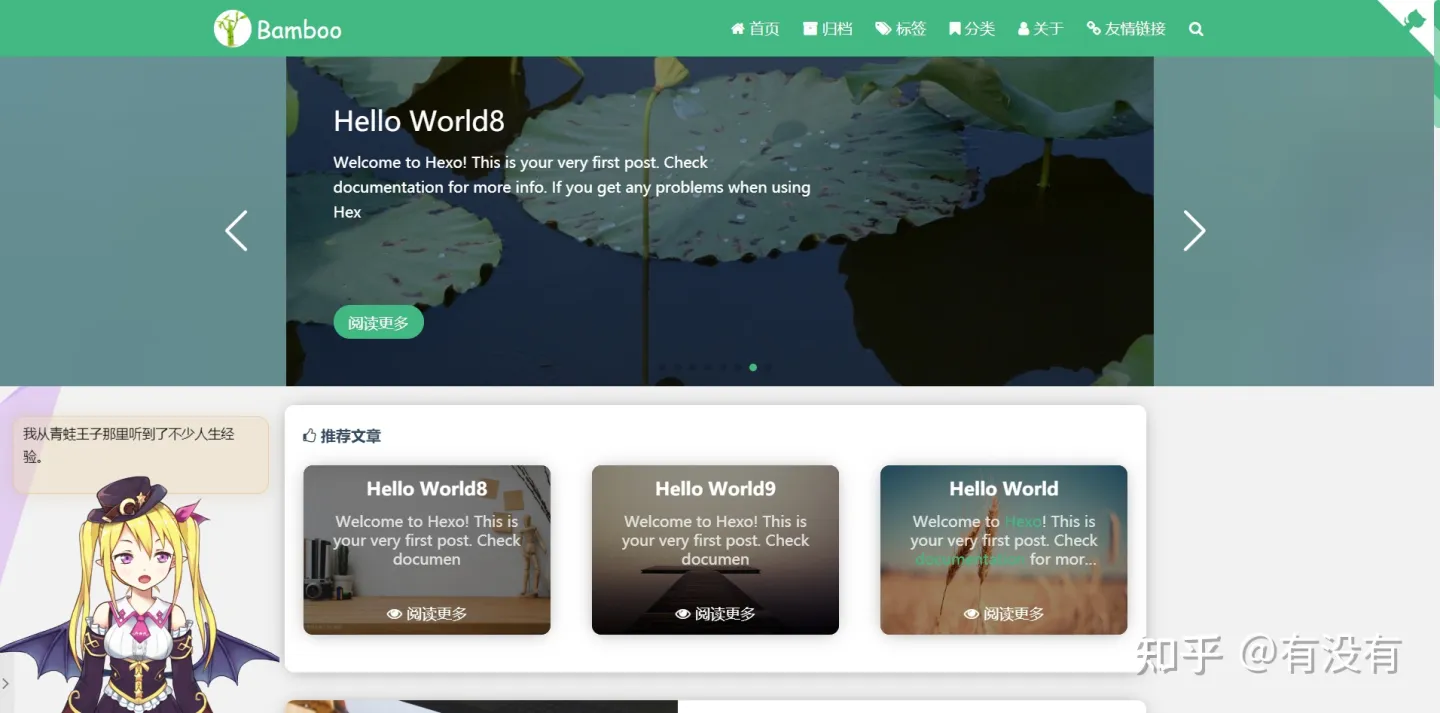 Bamboo
首页 归档 标签 分类 关于 友情链接
Hello World8
Welcome to Hexo! This is your very first post. Check
documentation for more info. If you get any problems when using
Hex
阅读更多
我从青蛙王子那里听到了不少人生经
验。
推荐文章
Hello World8
Welcome to Hexo! This is
your very first post. Check
documen
阅读更多
Hello World9
Welcome to Hexo! This is
your very first post. Check
documen
阅读更多
Hello World
Welcome to Hexo! This is
your very first post. Check
documentation for mor...
阅读更多
知乎 @有没有